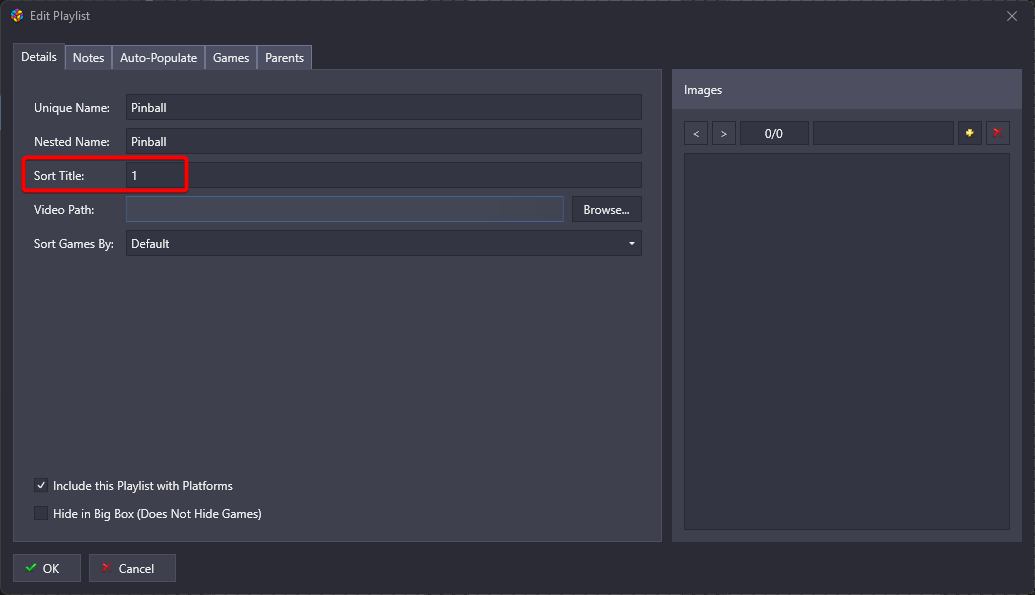 Edit Playlist
Details Notes Auto-Populate Games Parents
Unique Name: Pinball
Nested Name: Pinball
Sort Title: 1
Video Path: Browse...
Sort Games By: Default
Include this Playlist with Platforms
Hide in Big Box (Does Not Hide Games)
Images
< > 0/0
OK Cancel